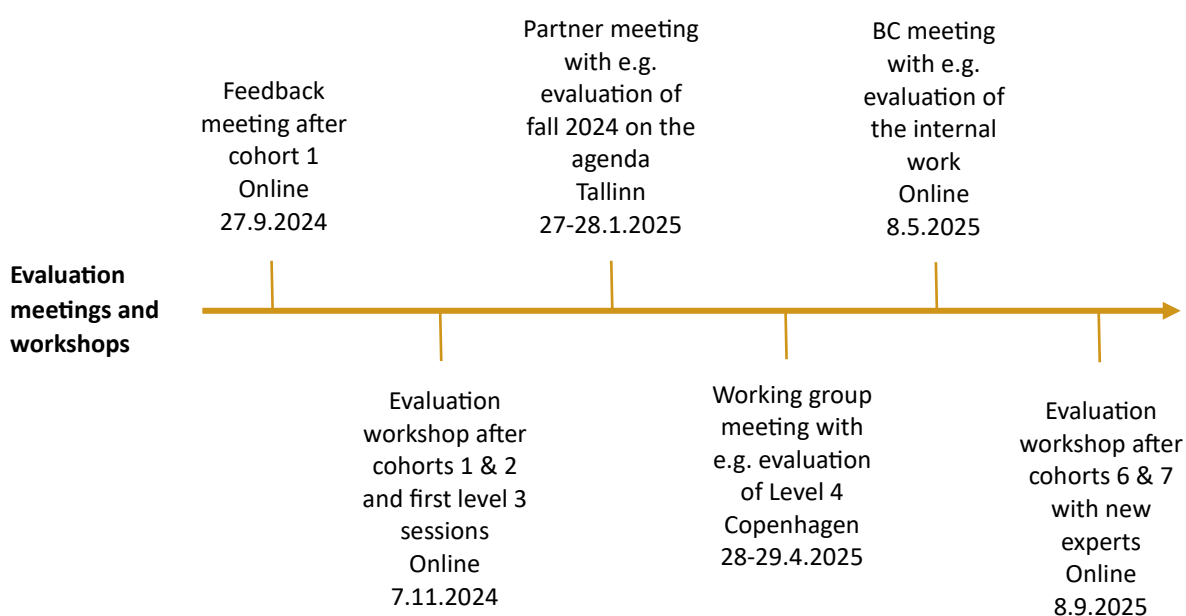 Feedback
meeting after
cohort 1
Online
27.9.2024
Partner meeting
with e.g.
evaluation of
fall 2024 on the
agenda
Tallinn
27-28.1.2025
BC meeting
with e.g.
evaluation of
the internal
work
Online
8.5.2025
Evaluation
meetings and
workshops
Evaluation
workshop after
cohorts 1 & 2
and first level 3
sessions
Online
7.11.2024
Working group
meeting with
e.g. evaluation
of Level 4
Copenhagen
28-29.4.2025
Evaluation
workshop after
cohorts 6 & 7
with new
experts
Online
8.9.2025